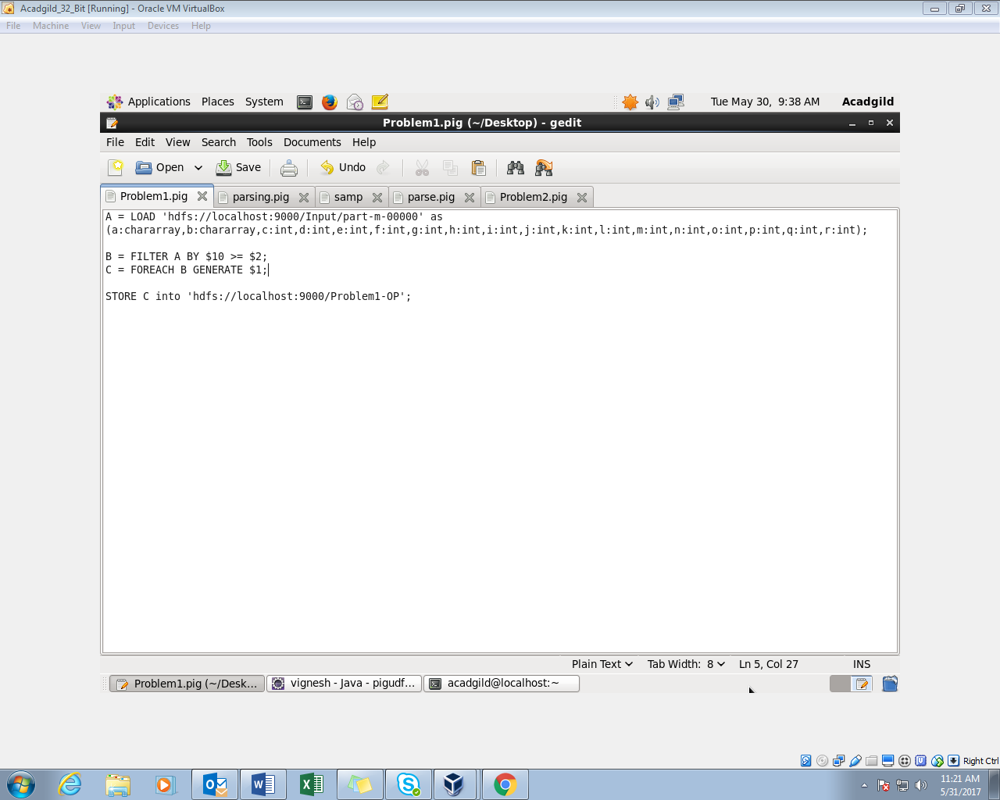 Acadgild_32_Bit [Running] - Oracle VM VirtualBox
File Machine View Input Devices Help
Applications Places System Tue May 30, 9:38 AM Acadgild
Problem1.pig (~/Desktop) - gedit
File Edit View Search Tools Documents Help
Open Save Undo
Problem1.pig parsing.pig samp parse.pig Problem2.pig
A = LOAD 'hdfs://localhost:9000/Input/part-m-00000' as
(a:chararray,b:chararray,c:int,d:int,e:int,f:int,g:int,h:int,i:int,j:int,k:int,l:int,m:int,n:int,o:int,p:int,q:int,r:int);
B = FILTER A BY $10 >= $2;
C = FOREACH B GENERATE $1;
STORE C into 'hdfs://localhost:9000/Problem1-OP';
Plain Text Tab Width: 8 Ln 5, Col 27 INS
Problem1.pig (~/Desk... vignesh - Java - pigudf... acadgild@localhost:~
Right Ctrl
11:21 AM
5/31/2017